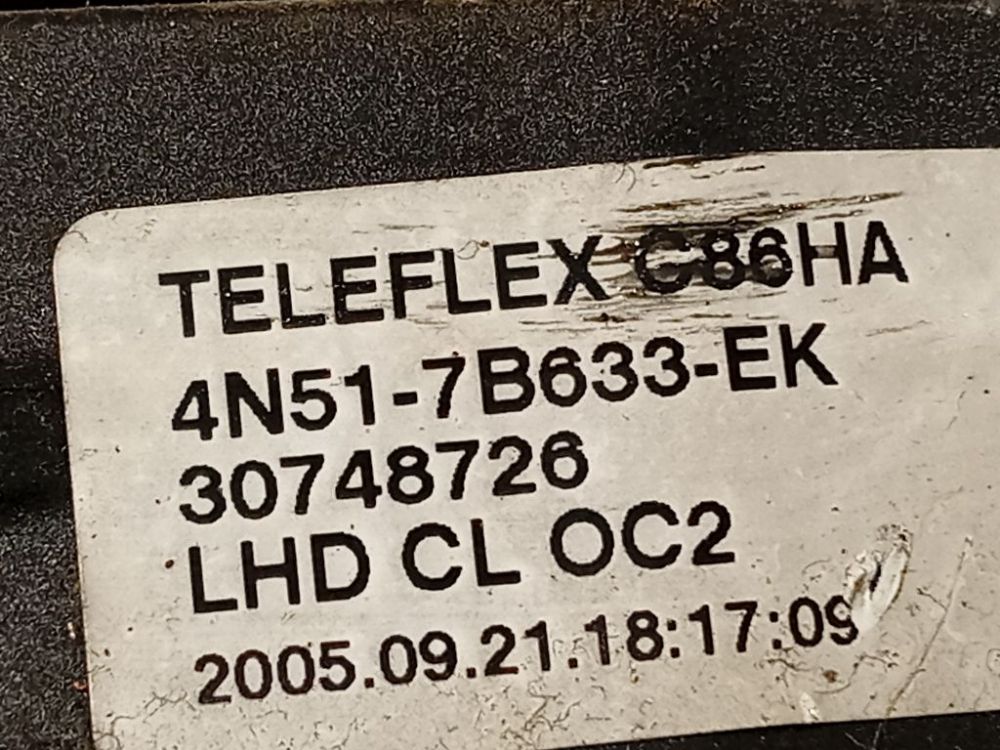 TELEFLEX C86HA
4N51-7B633-EK
30748726
LHD CL OC2
2005.09.21.18:17:09